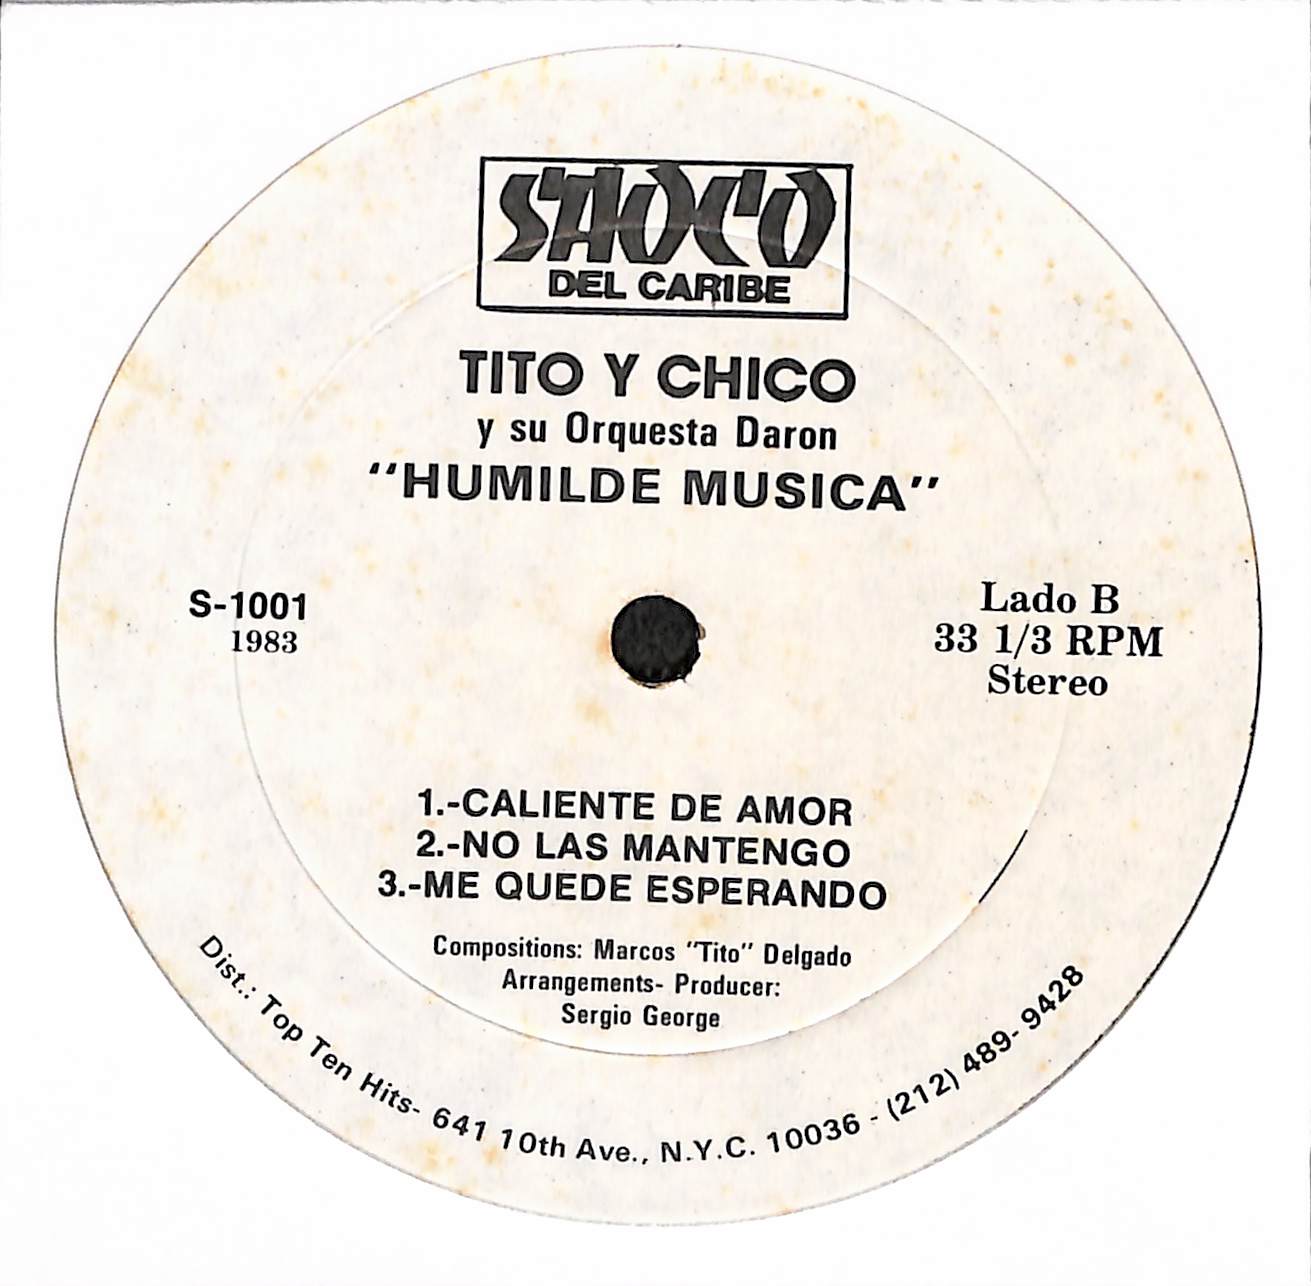 SAOCO
DEL CARIBE
TITO Y CHICO
y su Orquesta Daron
"HUMILDE MUSICA"
S-1001
1983
Lado B
33 1/3 RPM
Stereo
1.-CALIENTE DE AMOR
2.-NO LAS MANTENGO
3.-ME QUEDE ESPERANDO
Compositions: Marcos "Tito" Delgado
Arrangements- Producer:
Sergio George
Dist.: Top Ten Hits- 641 10th Ave., N.Y.C. 10036 - (212) 489- 9428